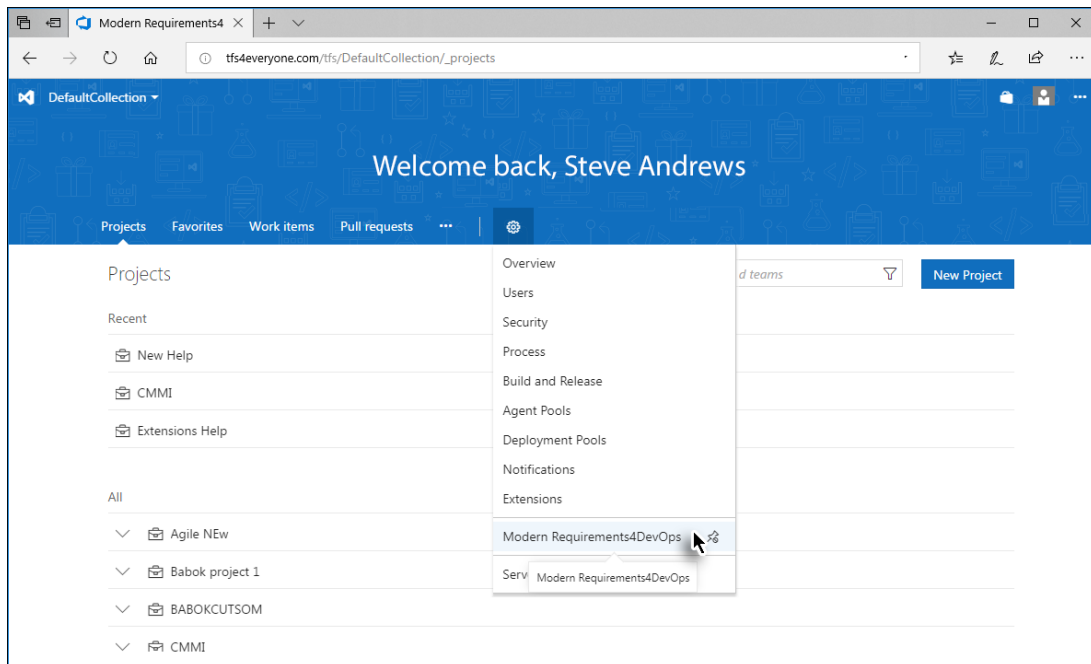 Modern Requirements4
tfs4everyone.com/tfs/DefaultCollection/_projects
DefaultCollection
Welcome back, Steve Andrews
Projects Favorites Work items Pull requests
Projects
d teams
New Project
Recent
New Help
CMMI
Extensions Help
All
Agile NEw
Babok project 1
BABOKCUTSOM
CMMI
Overview
Users
Security
Process
Build and Release
Agent Pools
Deployment Pools
Notifications
Extensions
Modern Requirements4DevOps
Serv
Modern Requirements4DevOps